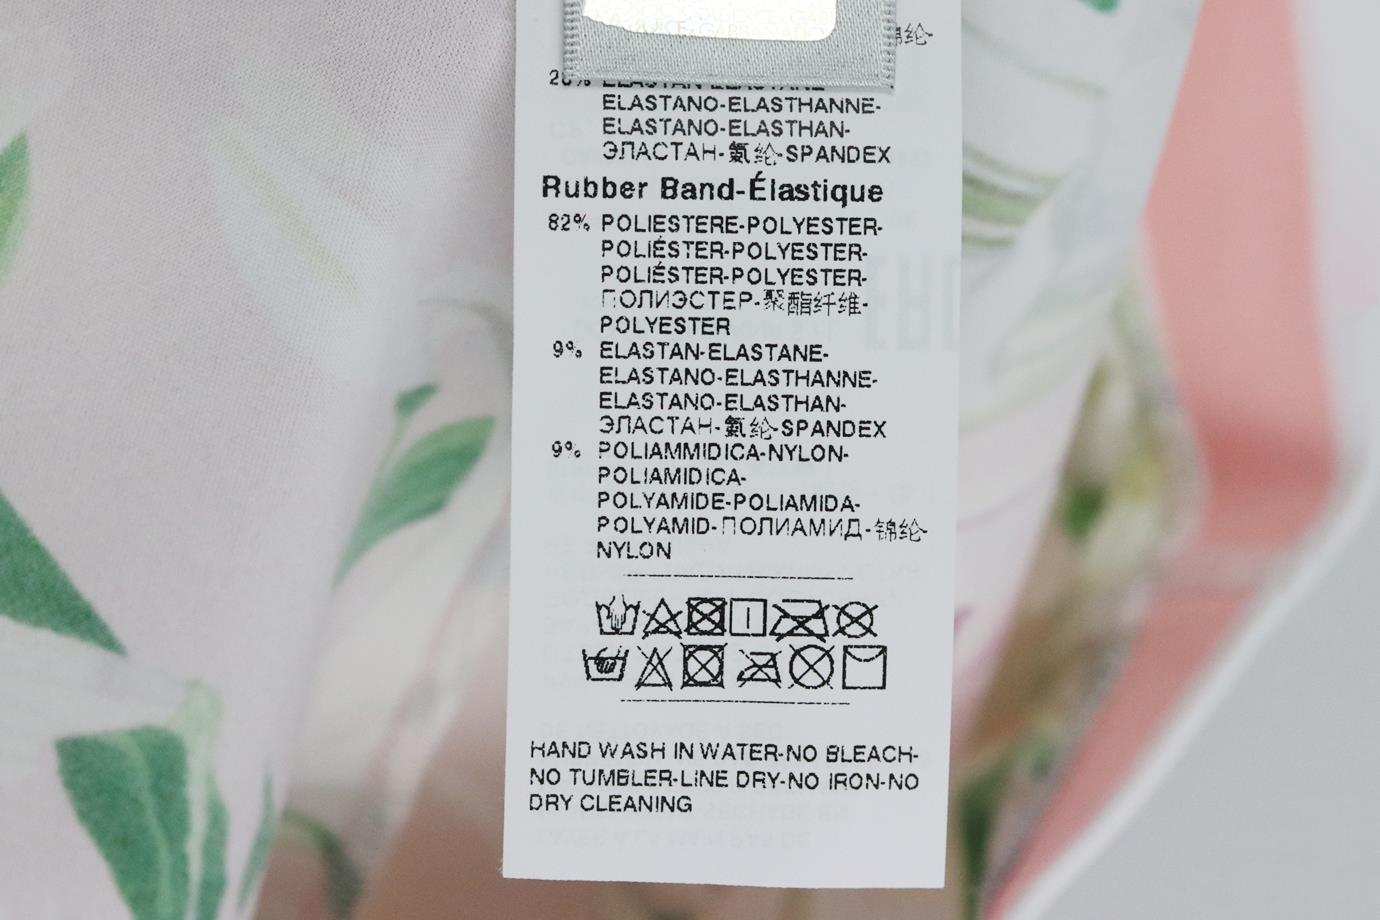 ELASTANO-ELASTHANNE-
ELASTANO-ELASTHAN-
ЭЛАСТАН-氨纶-SPANDEX
Rubber Band-Élastique
82% POLIESTERE-POLYESTER-
POLIÉSTER-POLYESTER-
POLIÉSTER-POLYESTER-
ПОЛИЭСТЕР-聚酯纤维-
POLYESTER
9% ELASTAN-ELASTANE-
ELASTANO-ELASTHANNE-
ELASTANO-ELASTHAN-
ЭЛАСТАН-氨纶-SPANDEX
9% POLIAMMIDICA-NYLON-
POLIAMIDICA-
POLYAMIDE-POLIAMIDA-
POLYAMID-ПОЛИАМИД-锦纶-
NYLON
HAND WASH IN WATER-NO BLEACH-
NO TUMBLER-LINE DRY-NO IRON-NO
DRY CLEANING